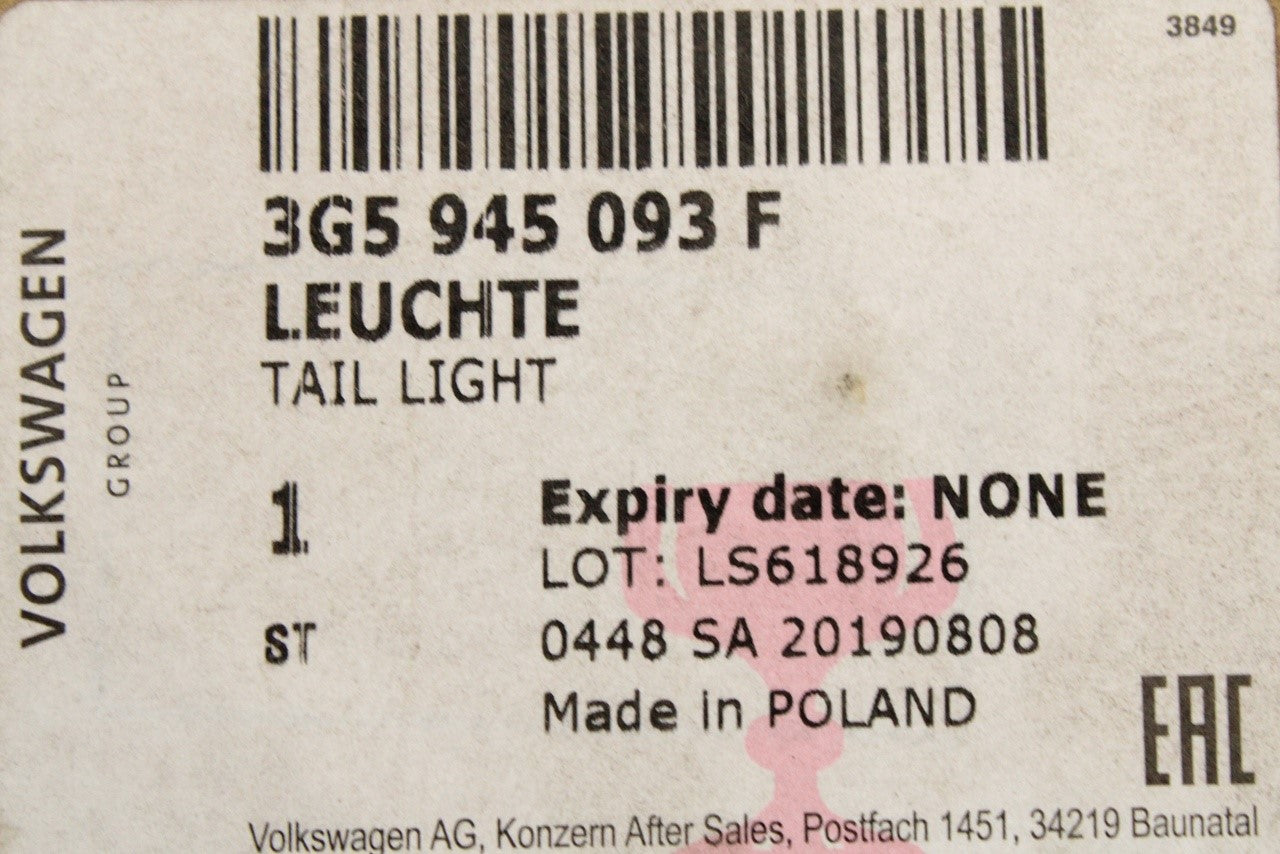 3849
3G5 945 093 F
LEUCHTE
TAIL LIGHT
VOLKSWAGEN
GROUP
1
Expiry date: NONE
LOT: LS618926
ST
0448 SA 20190808
Made in POLAND
EAC
Volkswagen AG, Konzern After Sales, Postfach 1451, 34219 Baunatal